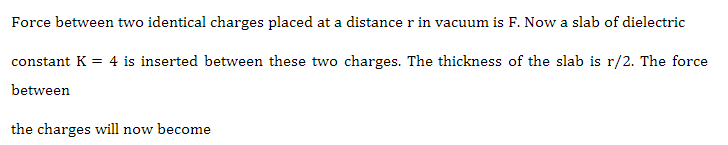 Force between two identical charges placed at a distance r in vacuum is F. Now a slab of dielectric
constant K = 4 is inserted between these two charges. The thickness of the slab is r/2. The force
between
the charges will now become